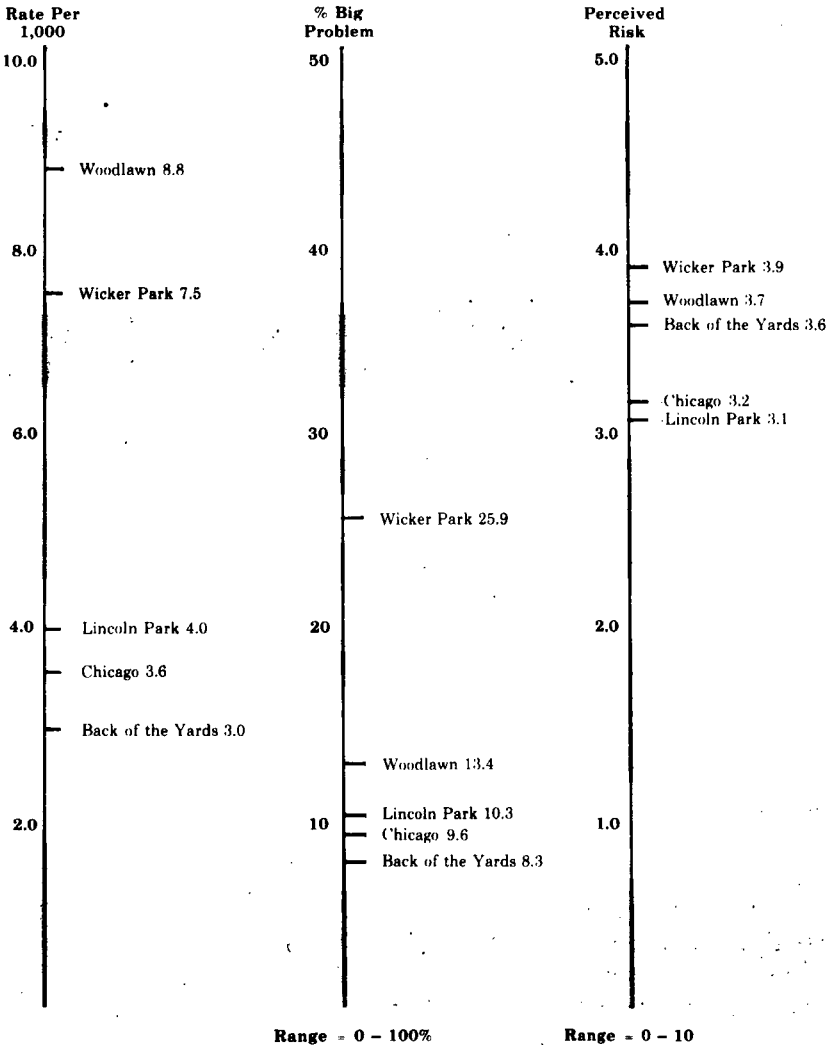 Rate Per
1,000
10.0
Woodlawn 8.8
8.0
Wicker Park 7.5
6.0
4.0
Lincoln Park 4.0
Chicago 3.6
Back of the Yards 3.0
2.0
% Big
Problem
50
40
30
Wicker Park 25.9
20
Woodlawn 13.4
Lincoln Park 10.3
10
Chicago 9.6
Back of the Yards 8.3
Range = 0 – 100%
Perceived
Risk
5.0
4.0
Wicker Park 3.9
Woodlawn 3.7
Back of the Yards 3.6
Chicago 3.2
Lincoln Park 3.1
3.0
2.0
1.0
Range = 0 – 10